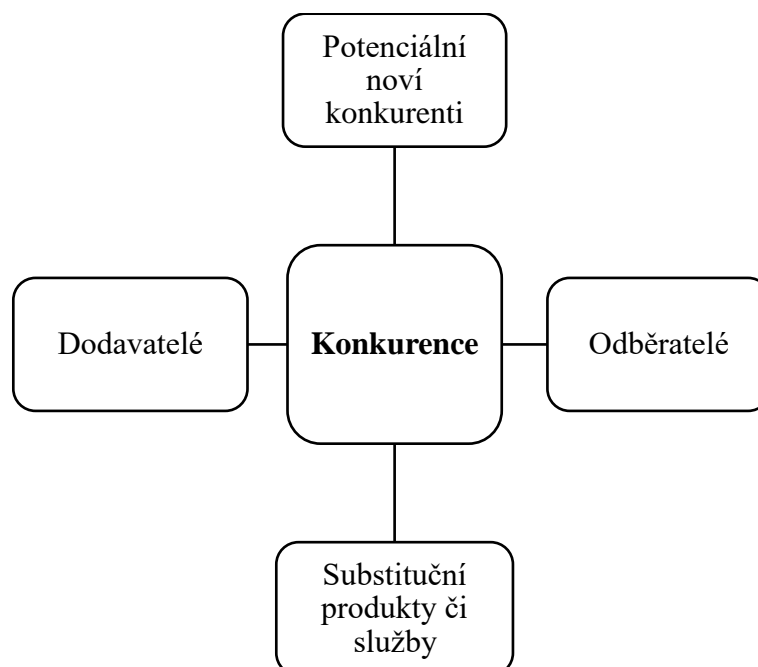 Potenciální
noví
konkurenti
Dodavatelé
Konkurence
Odběratelé
Substituční
produkty či
služby